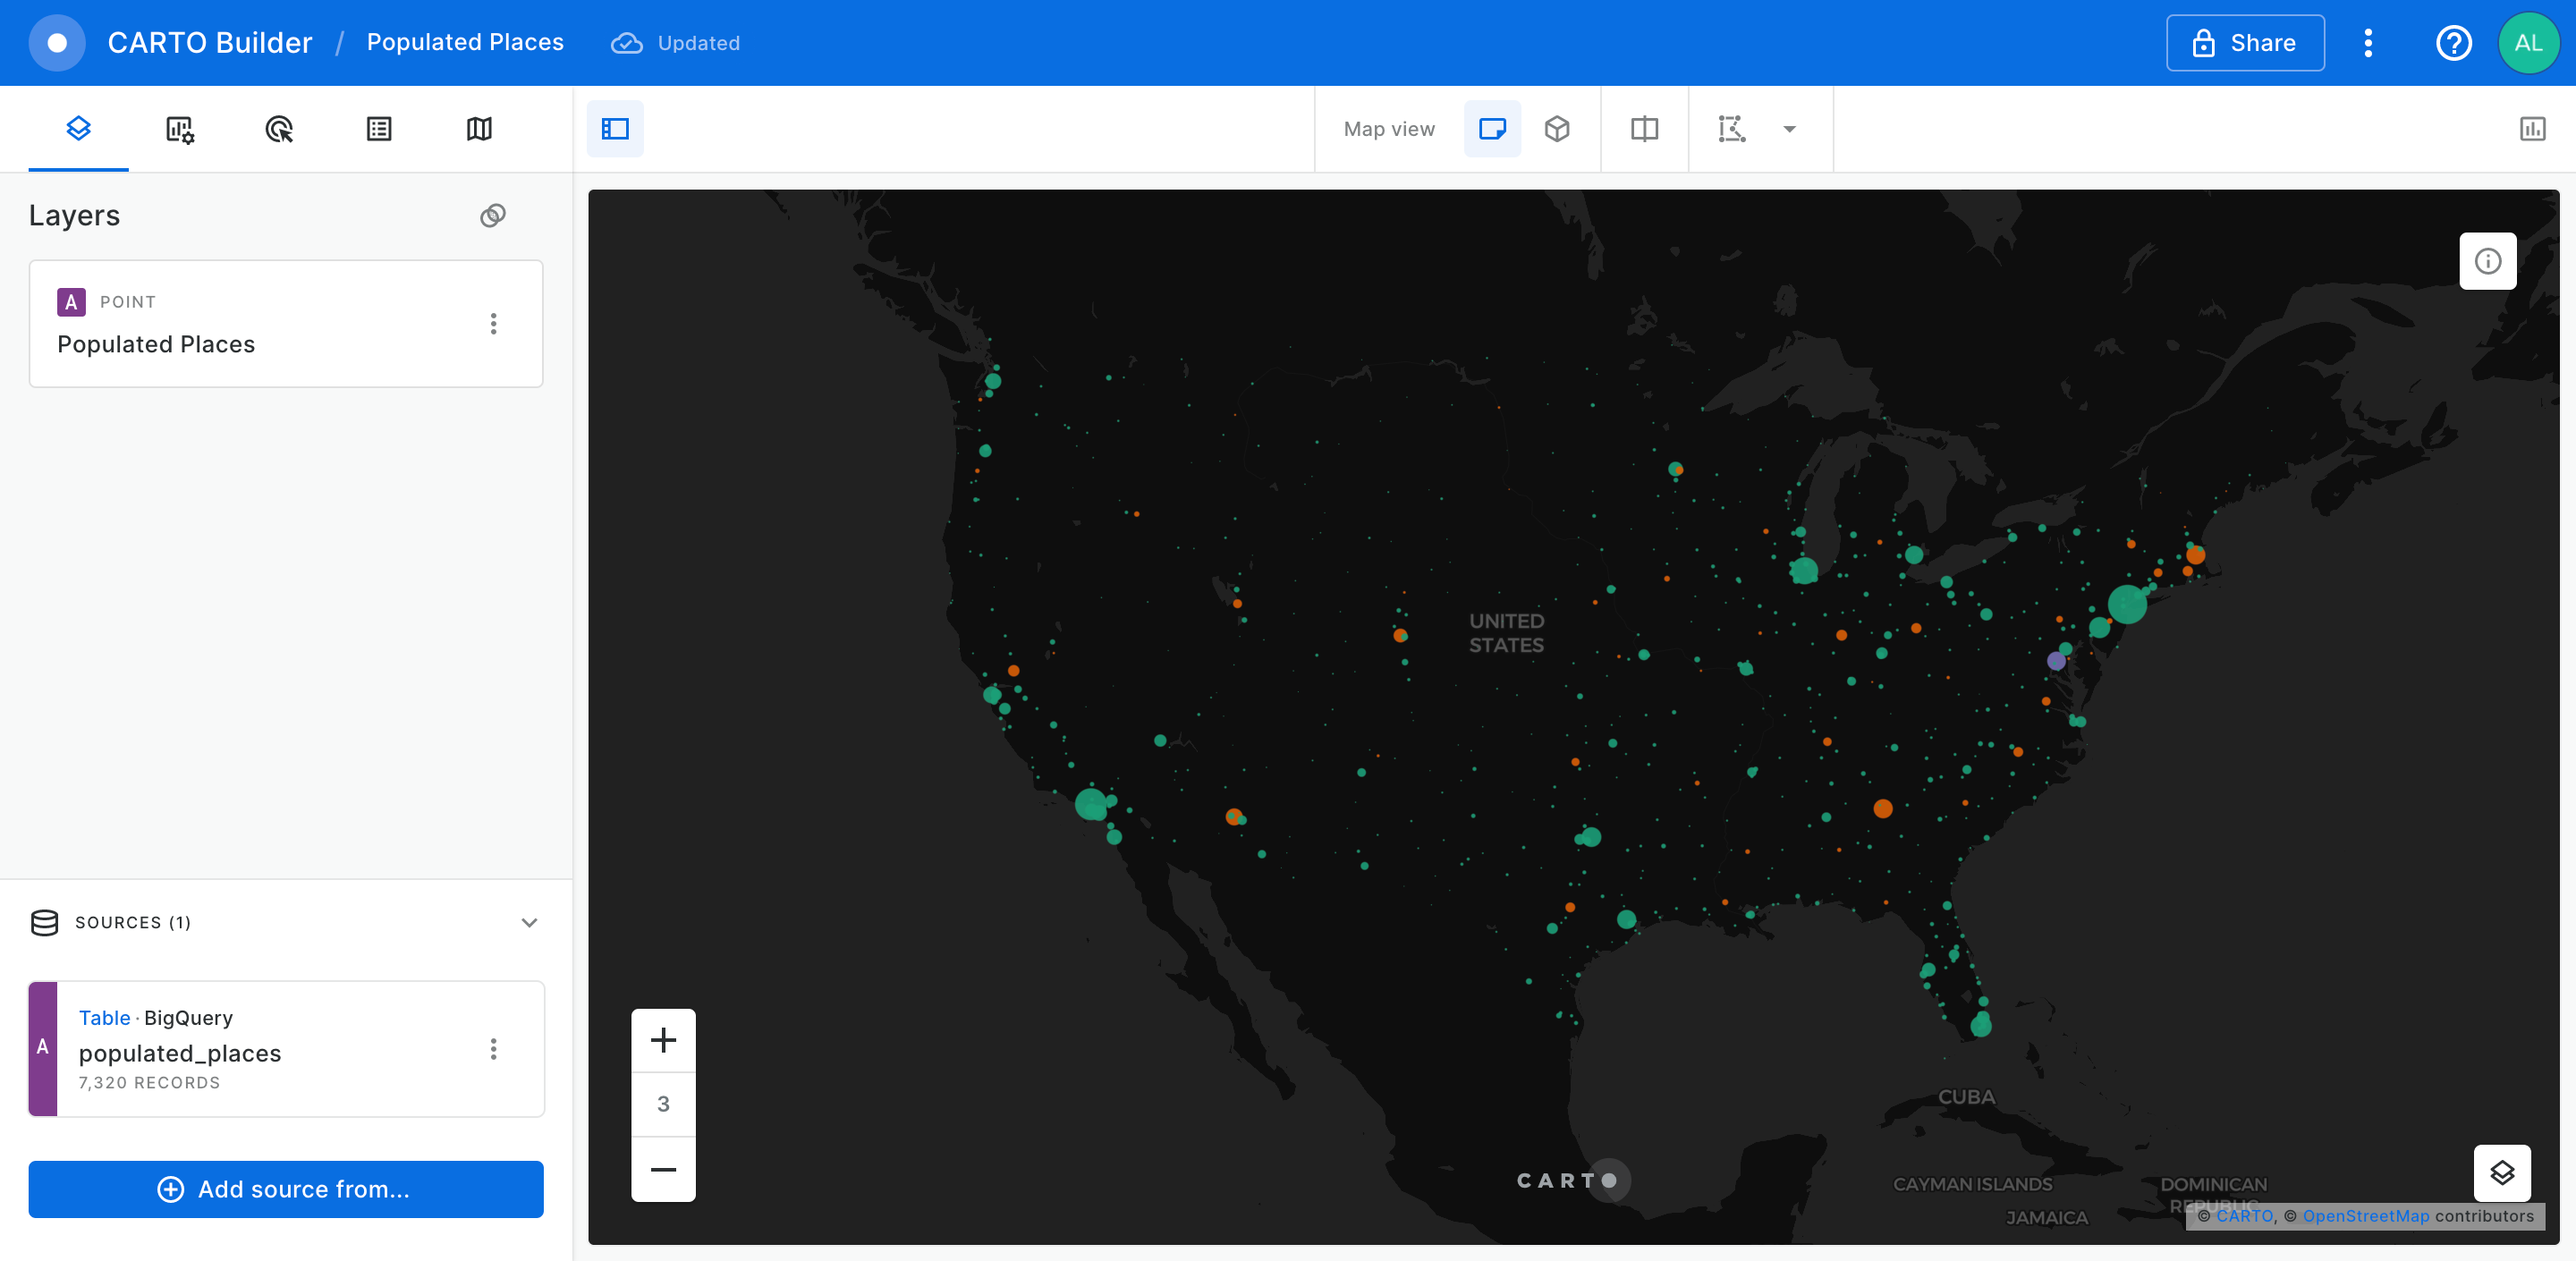 CARTO Builder / Populated Places Updated
Share
AL
Map view
Layers
A POINT
Populated Places
SOURCES (1)
A
Table · BigQuery
populated_places
7,320 RECORDS
Add source from...
UNITED
STATES
3
CARTO
CUBA
CAYMAN ISLANDS
DOMINICAN
REPUBLIC
JAMAICA
© CARTO, © OpenStreetMap contributors